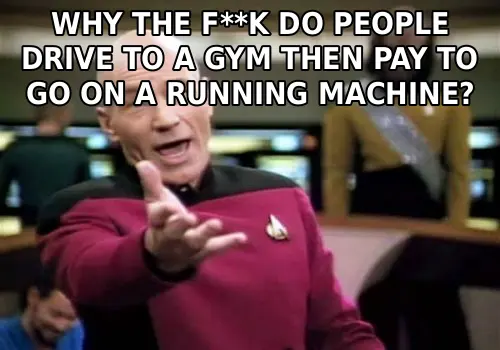 WHY THE F**K DO PEOPLE
DRIVE TO A GYM THEN PAY TO
GO ON A RUNNING MACHINE?